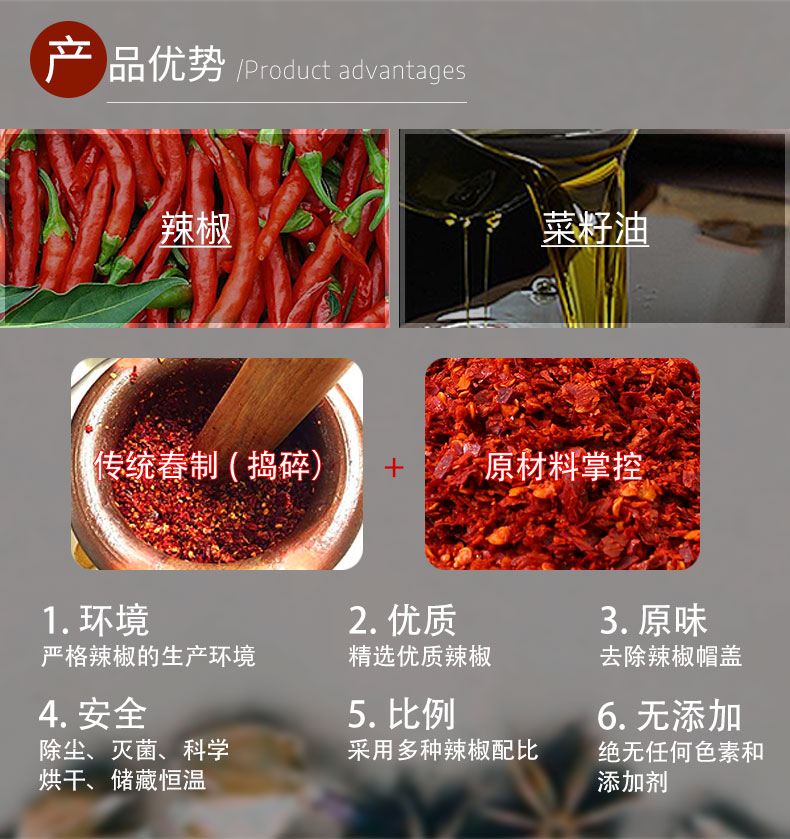 产品优势 /Product advantages
辣椒
菜籽油
传统舂制 ( 捣碎）
+
原材料掌控
1. 环境
严格辣椒的生产环境
2. 优质
精选优质辣椒
3. 原味
去除辣椒帽盖
4. 安全
除尘、灭菌、科学
烘干、储藏恒温
5. 比例
采用多种辣椒配比
6. 无添加
绝无任何色素和
添加剂